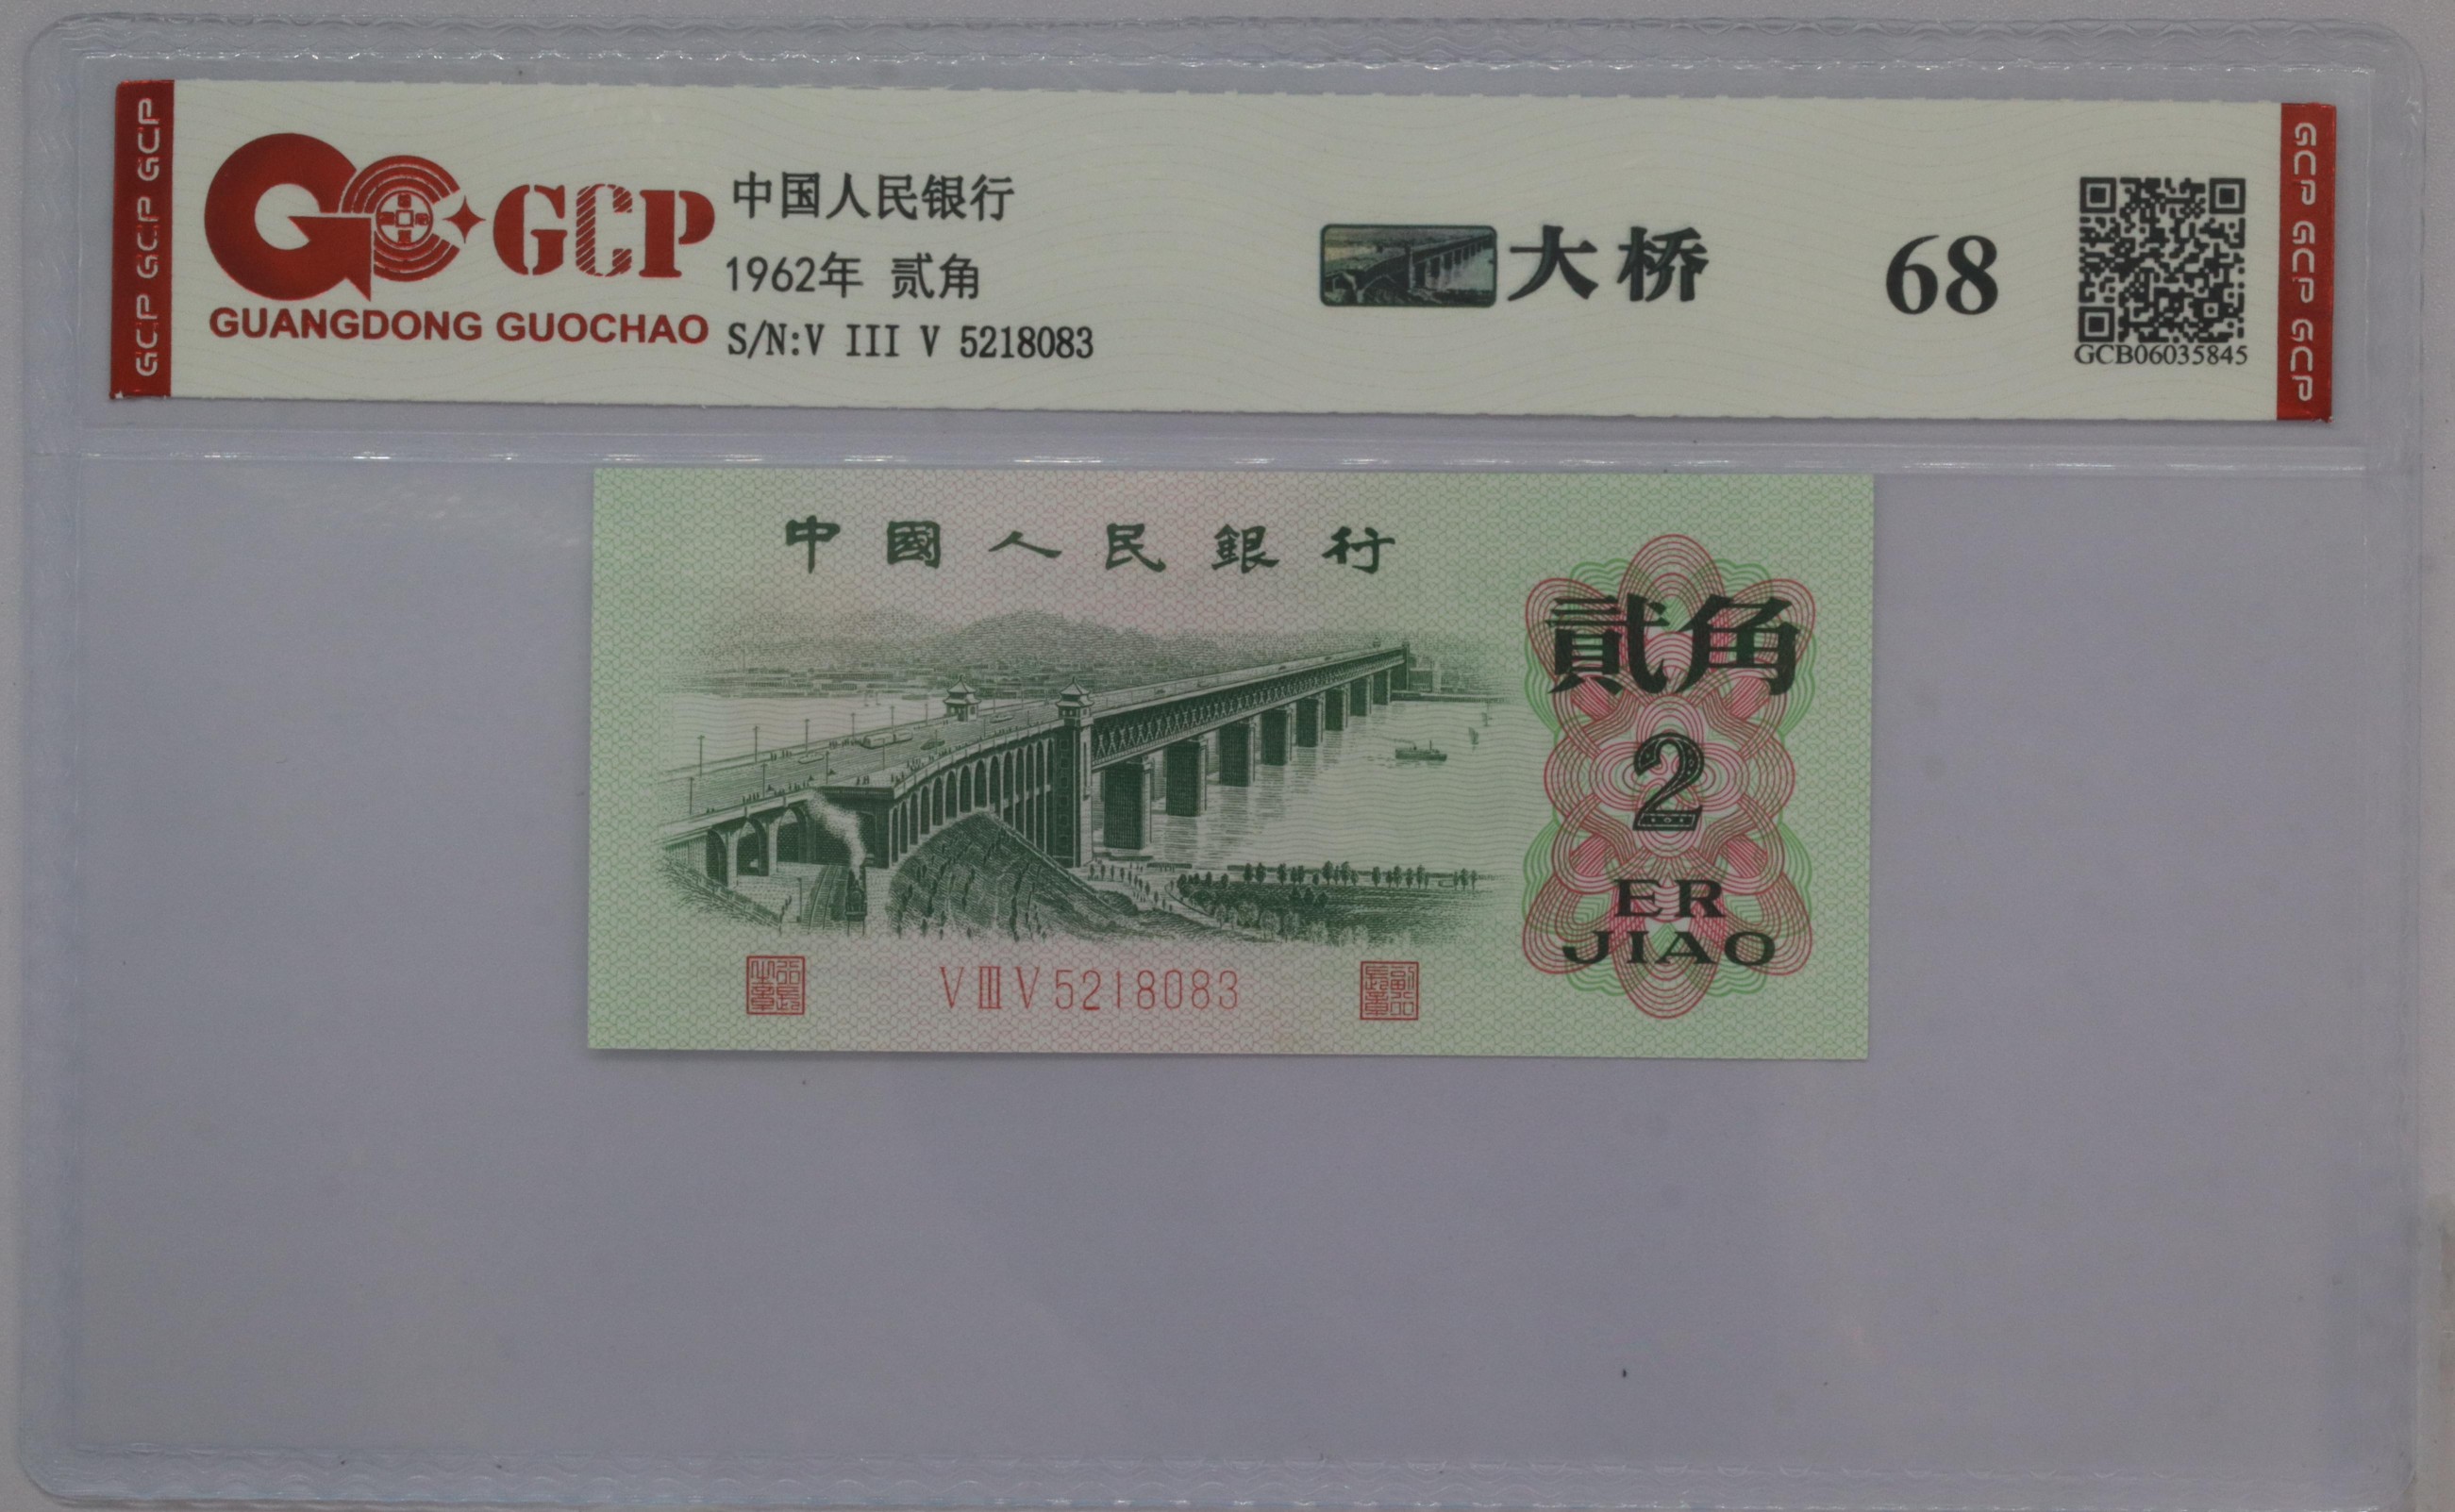 GCP GCP GCP
GCP
GUANGDONG GUOCHAO
中国人民银行
1962年 贰角
S/N:V III V 5218083
大桥
68
GCB06035845
GCP GCP GCP
中國人民銀行
貳角
2
ER
JIAO
V III V 5218083